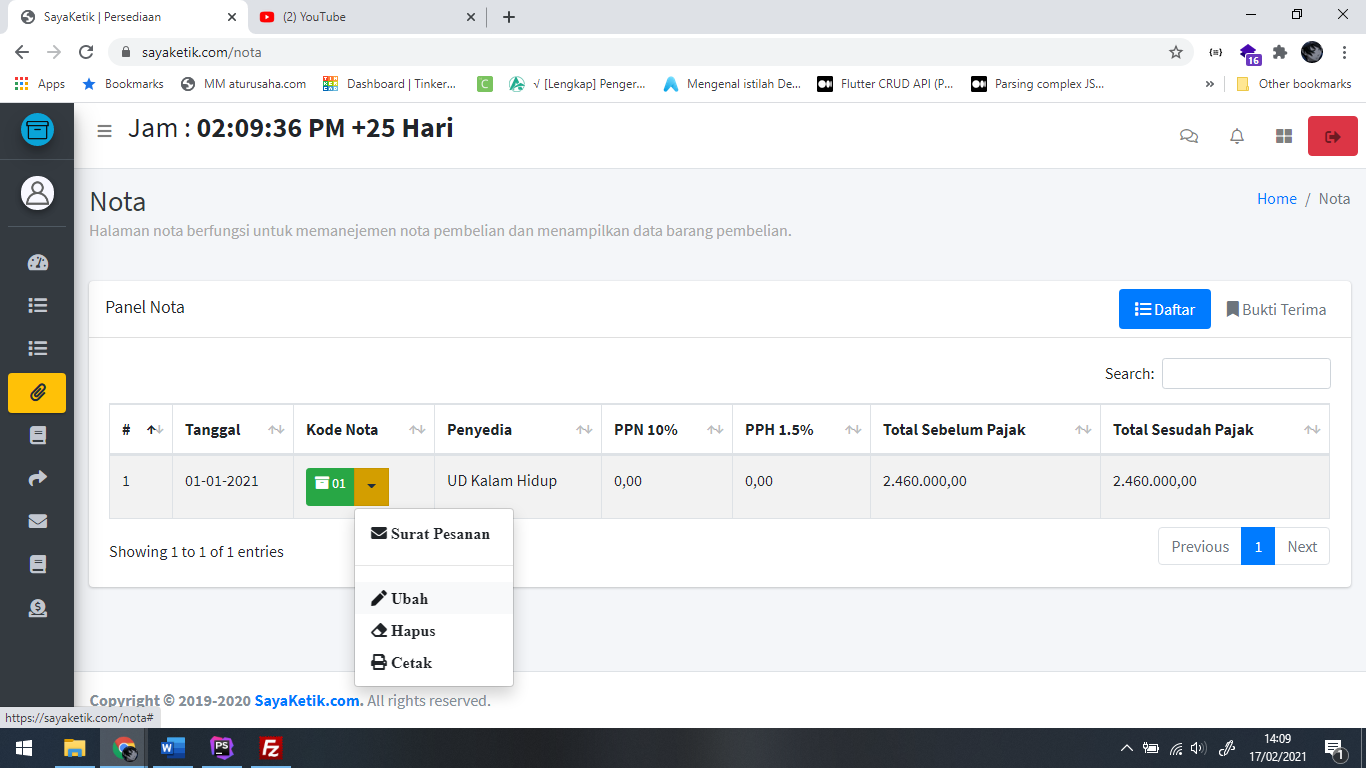 SayaKetik | Persediaan
(2) YouTube
sayaketik.com/nota
16
Apps
Bookmarks
MM aturusaha.com
Dashboard | Tinker...
C
√ [Lengkap] Penger...
Mengenal istilah De...
Flutter CRUD API (P...
Parsing complex JS...
»
Other bookmarks
Jam : 02:09:36 PM +25 Hari
Nota
Home / Nota
Halaman nota berfungsi untuk memanejemen nota pembelian dan menampilkan data barang pembelian.
Panel Nota
Daftar
Bukti Terima
Search:
# Tanggal Kode Nota Penyedia PPN 10% PPH 1.5% Total Sebelum Pajak Total Sesudah Pajak
1 01-01-2021 01 UD Kalam Hidup 0,00 0,00 2.460.000,00 2.460.000,00
Surat Pesanan
Ubah
Hapus
Cetak
Showing 1 to 1 of 1 entries
Previous 1 Next
Copyright © 2019-2020 SayaKetik.com. All rights reserved.
https://sayaketik.com/nota#
W
PS
FZ
14:09
17/02/2021
1